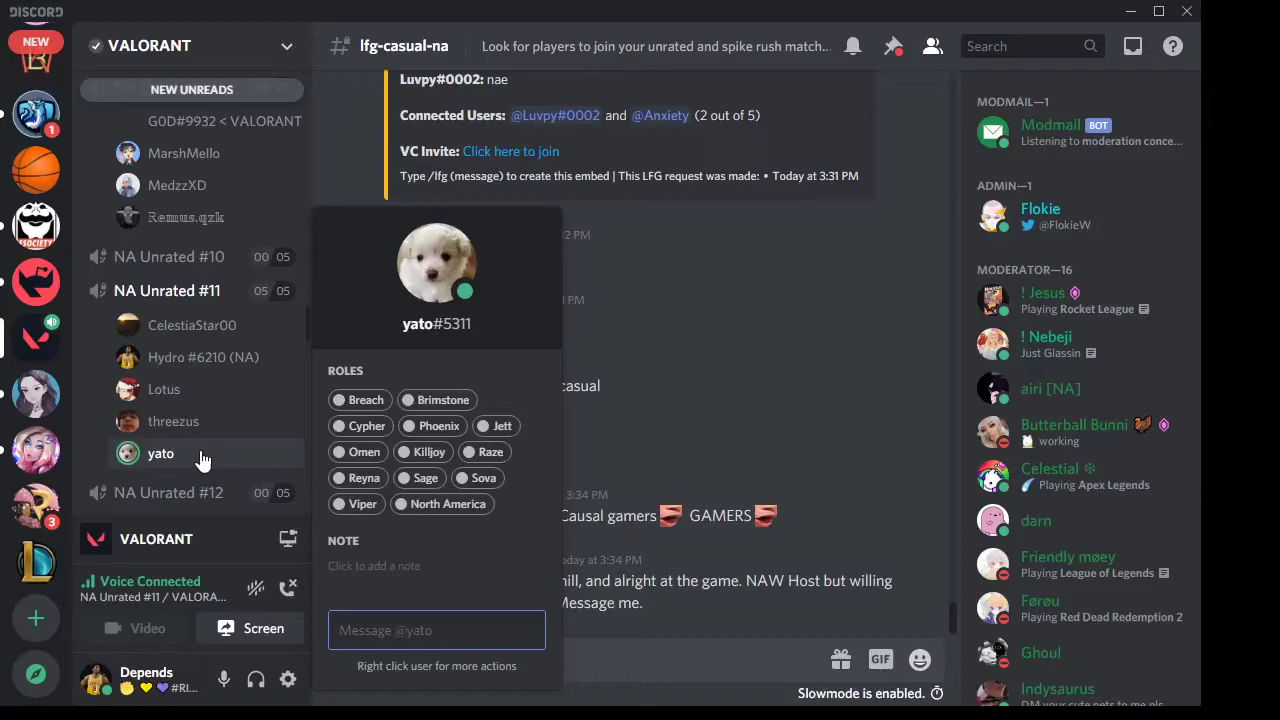 DISCORD
NEW
1
3
VALORANT
NEW UNREADS
G0D#9932 < VALORANT
MarshMello
MedzzXD
Remus.qzk
NA Unrated #10 00 05
NA Unrated #11 05 05
CelestiaStar00
Hydro #6210 (NA)
Lotus
threezus
yato
NA Unrated #12 00 05
VALORANT
Voice Connected
NA Unrated #11 / VALORA...
Video
Screen
Depends
#RI...
lfg-casual-na
Look for players to join your unrated and spike rush match...
Search
Luvpy#0002: nae
Connected Users: @Luvpy#0002 and @Anxiety (2 out of 5)
VC Invite: Click here to join
Type /lfg (message) to create this embed | This LFG request was made: • Today at 3:31 PM
2 PM
PM
casual
3:34 PM
Causal gamers GAMERS
oday at 3:34 PM
hill, and alright at the game. NAW Host but willing
Message me.
GIF
Slowmode is enabled.
yato#5311
ROLES
Breach
Brimstone
Cypher
Phoenix
Jett
Omen
Killjoy
Raze
Reyna
Sage
Sova
Viper
North America
NOTE
Click to add a note
Message @yato
Right click user for more actions
MODMAIL—1
Modmail BOT
Listening to moderation conce...
ADMIN—1
Flokie
@FlokieW
MODERATOR—16
! Jesus
Playing Rocket League
! Nebeji
Just Glassin
airi [NA]
Butterball Bunni
working
Celestial
Playing Apex Legends
darn
Friendly møey
Playing League of Legends
Førøu
Playing Red Dead Redemption 2
Ghoul
Indysaurus
DM your cute pets to me pls